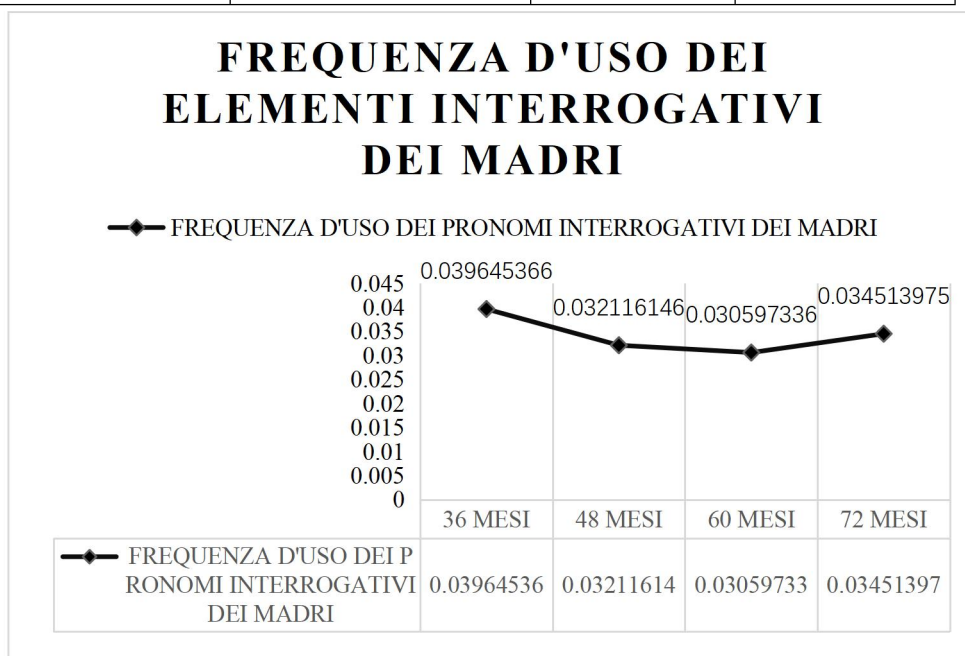 FREQUENZA D'USO DEI
ELEMENTI INTERROGATIVI
DEI MADRI
FREQUENZA D'USO DEI PRONOMI INTERROGATIVI DEI MADRI
0.045
0.04
0.035
0.03
0.025
0.02
0.015
0.01
0.005
0
0.039645366
0.032116146
0.030597336
0.034513975
36 MESI 48 MESI 60 MESI 72 MESI
FREQUENZA D'USO DEI P
RONOMI INTERROGATIVI
DEI MADRI
0.03964536 0.03211614 0.03059733 0.03451397